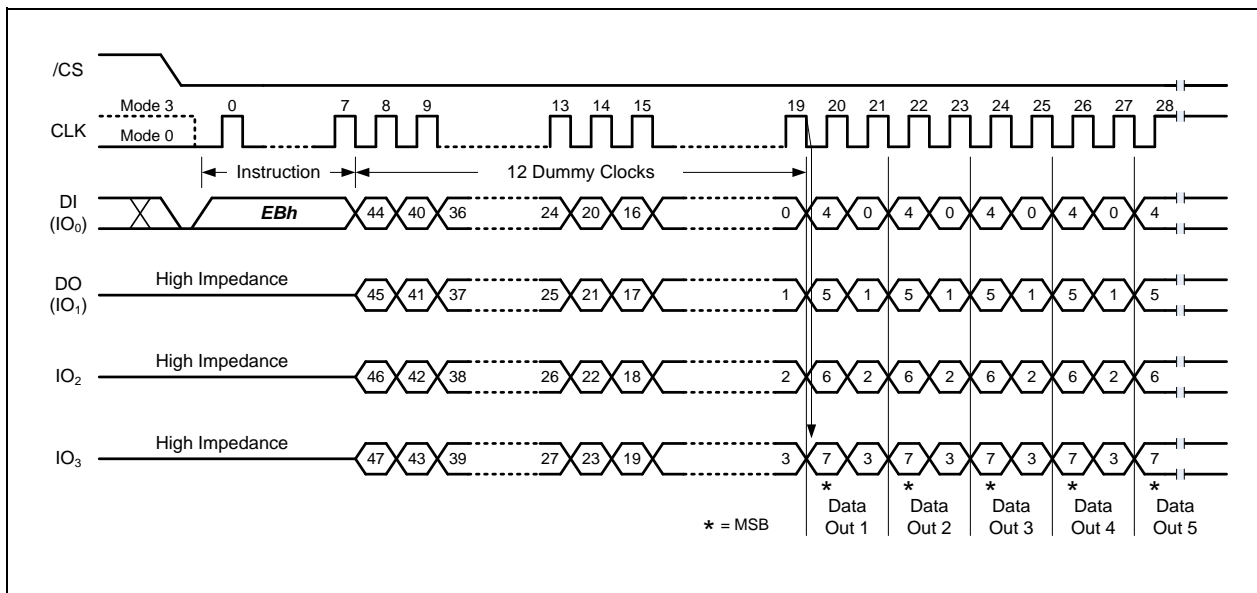 /CS
Mode 3 0 7 8 9 13 14 15 19 20 21 22 23 24 25 26 27 28
CLK
Mode 0
Instruction 12 Dummy Clocks
DI
(IO0)
EBh 44 40 36 24 20 16 0 4 0 4 0 4 0 4 0 4
High Impedance
DO
(IO1)
45 41 37 25 21 17 1 5 1 5 1 5 1 5 1 5
High Impedance
IO2 46 42 38 26 22 18 2 6 2 6 2 6 2 6 2 6
High Impedance
IO3 47 43 39 27 23 19 3 7 3 7 3 7 3 7 3 7
* * * * *
* = MSB
Data Out 1
Data Out 2
Data Out 3
Data Out 4
Data Out 5